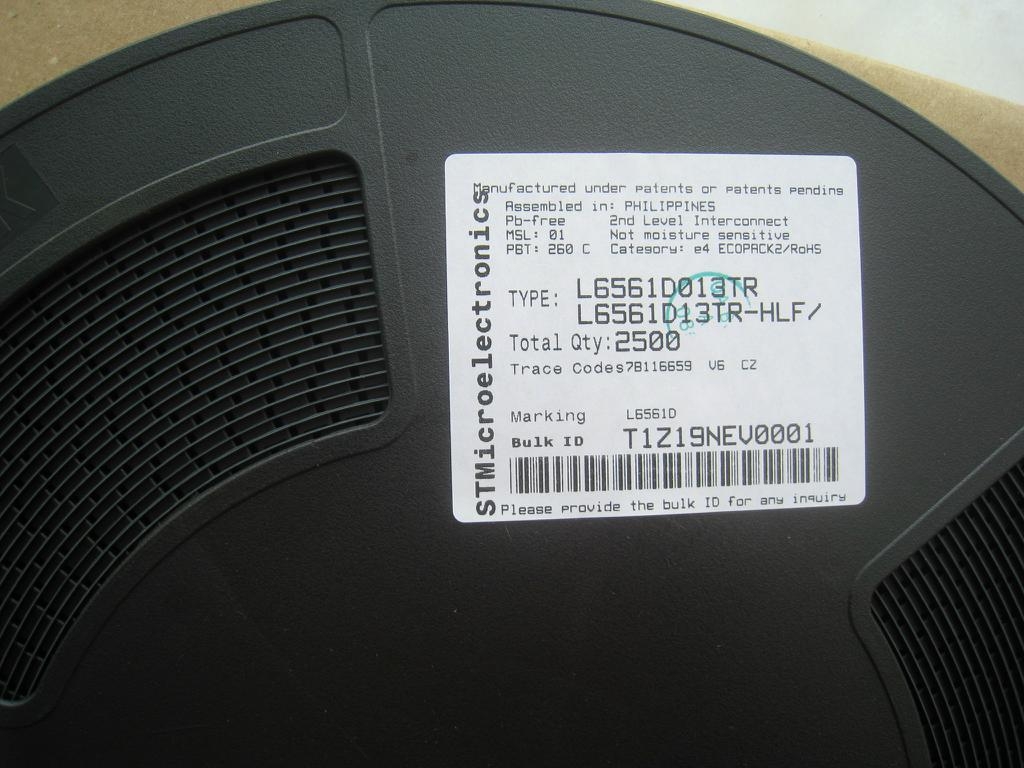 STMicroelectronics
Manufactured under patents or patents pending
Assembled in: PHILIPPINES
Pb-free 2nd Level Interconnect
MSL: 01 Not moisture sensitive
PBT: 260 C Category: e4 ECOPACK2/RoHS
TYPE: L6561D013TR
L6561D13TR-HLF/
Total Qty: 2500
Trace Codes 7B116659 V6 CZ
Marking L6561D
Bulk ID T1Z19NEV0001
Please provide the bulk ID for any inquiry